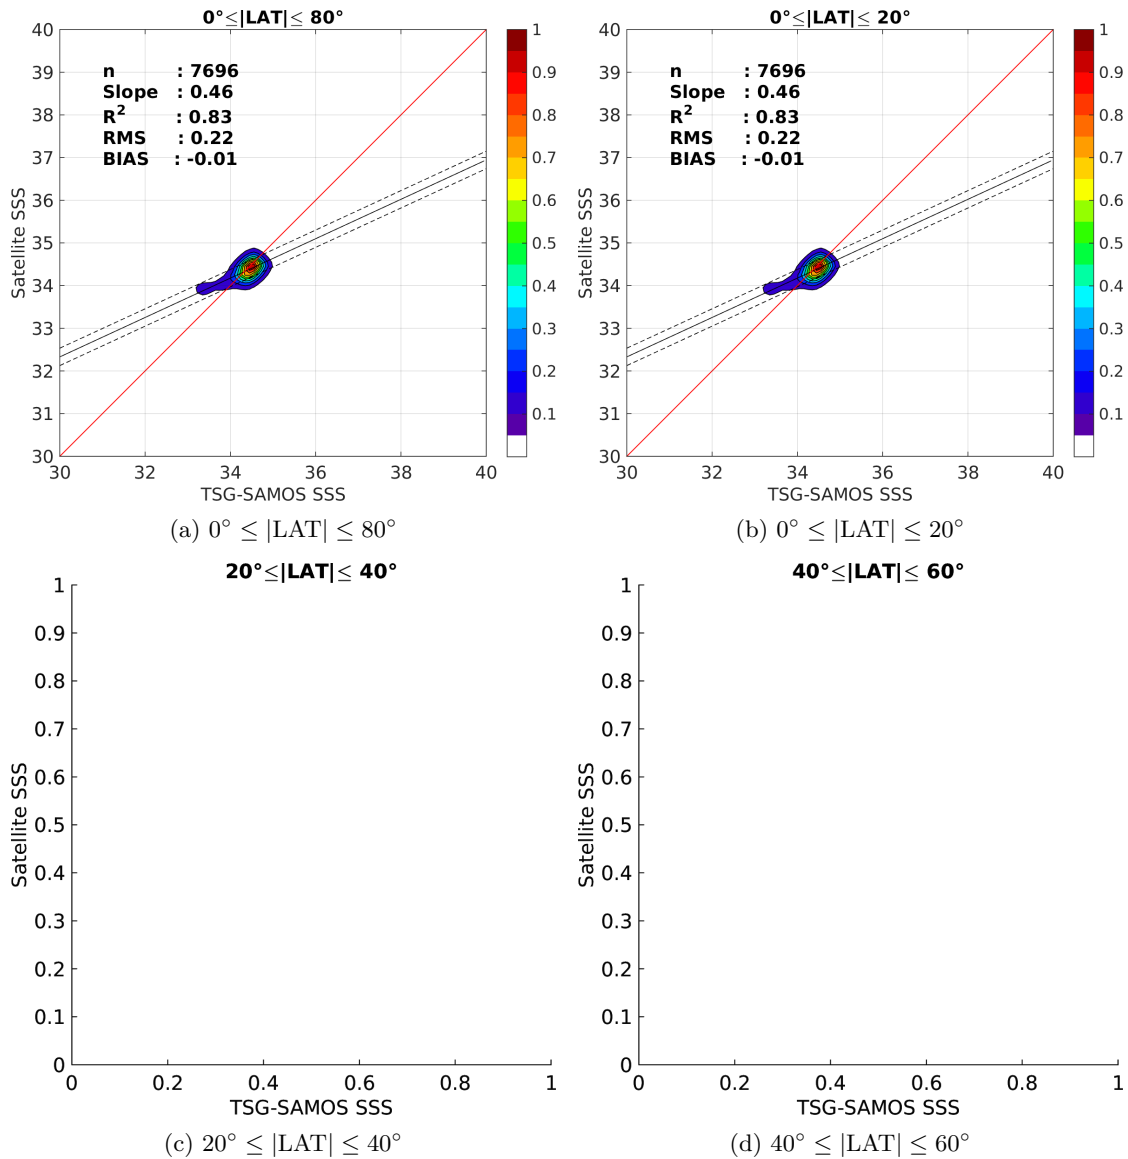 0°≤|LAT|≤ 80°
40
39
38
37
36
35
34
33
32
31
30
n : 7696
Slope : 0.46
R² : 0.83
RMS : 0.22
BIAS : -0.01
Satellite SSS
30 32 34 36 38 40
TSG-SAMOS SSS
1
0.9
0.8
0.7
0.6
0.5
0.4
0.3
0.2
0.1
(a) 0° ≤ |LAT| ≤ 80°
0°≤|LAT|≤ 20°
40
39
38
37
36
35
34
33
32
31
30
n : 7696
Slope : 0.46
R² : 0.83
RMS : 0.22
BIAS : -0.01
Satellite SSS
30 32 34 36 38 40
TSG-SAMOS SSS
1
0.9
0.8
0.7
0.6
0.5
0.4
0.3
0.2
0.1
(b) 0° ≤ |LAT| ≤ 20°
20°≤|LAT|≤ 40°
1
0.9
0.8
0.7
0.6
0.5
0.4
0.3
0.2
0.1
0
Satellite SSS
0 0.2 0.4 0.6 0.8 1
TSG-SAMOS SSS
(c) 20° ≤ |LAT| ≤ 40°
40°≤|LAT|≤ 60°
1
0.9
0.8
0.7
0.6
0.5
0.4
0.3
0.2
0.1
0
Satellite SSS
0 0.2 0.4 0.6 0.8 1
TSG-SAMOS SSS
(d) 40° ≤ |LAT| ≤ 60°